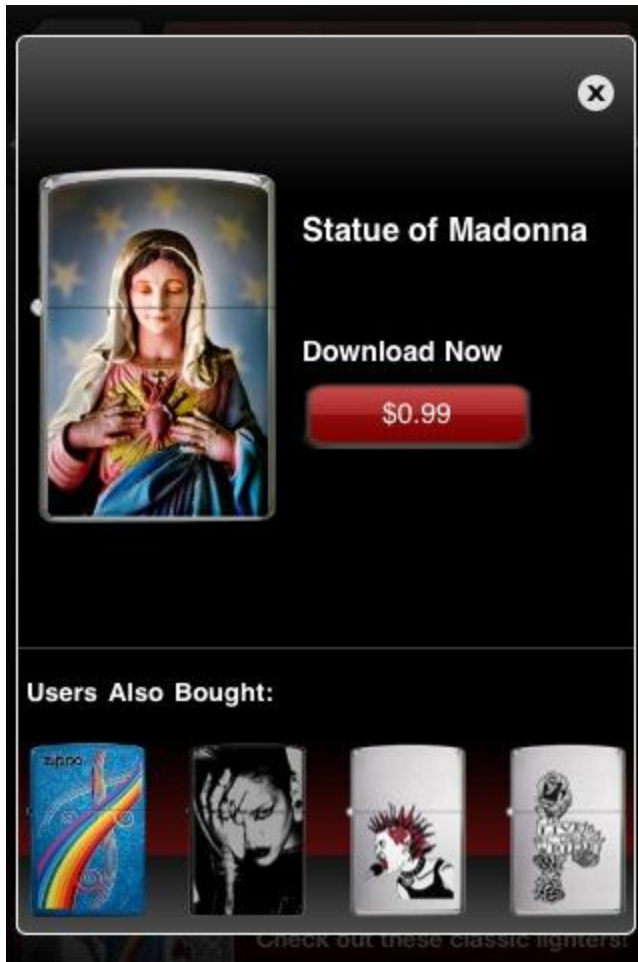 Statue of Madonna
Download Now
$0.99
Users Also Bought:
zippo
Check out these classic lighters!